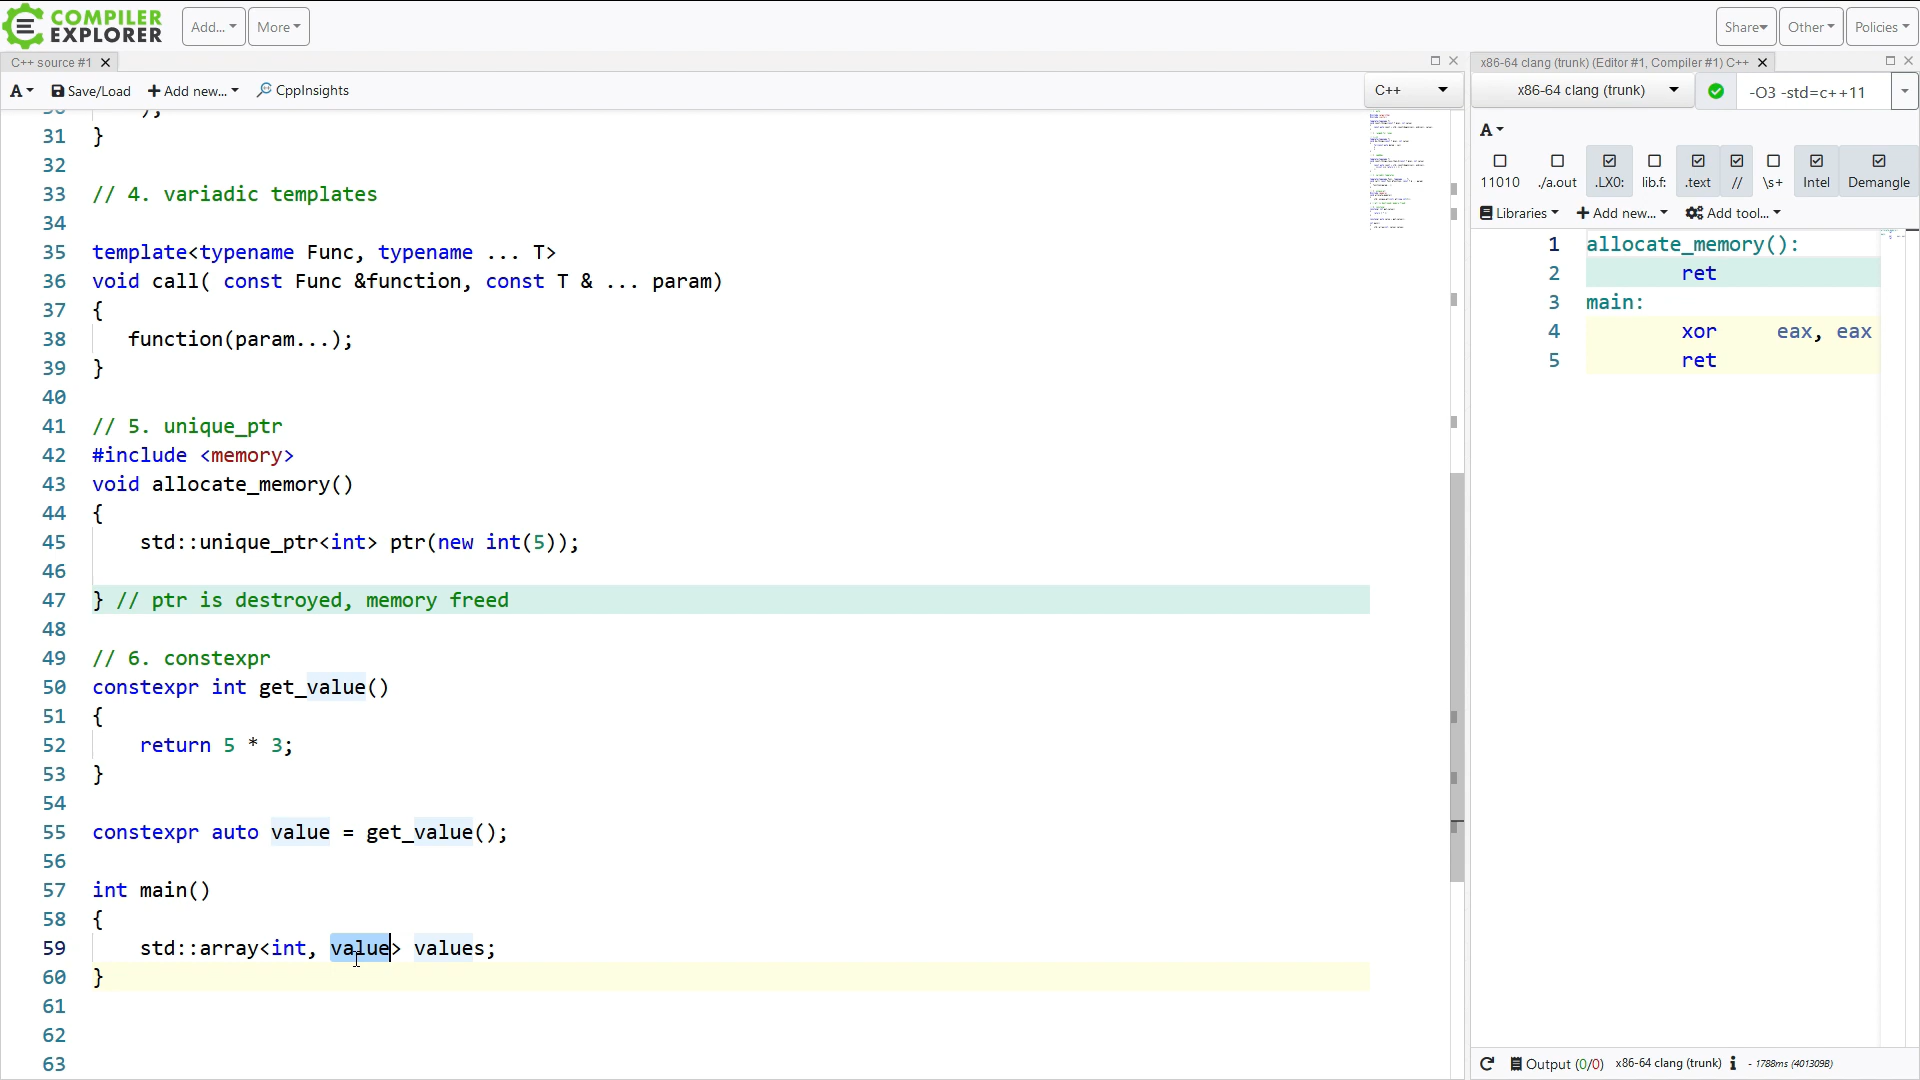 COMPILER
EXPLORER
Add...
More
Share
Other
Policies
C++ source #1
x86-64 clang (trunk) (Editor #1, Compiler #1) C++
A
Save/Load
Add new...
CppInsights
C++
x86-64 clang (trunk)
-O3 -std=c++11
31 }
32
33 // 4. variadic templates
34
35 template<typename Func, typename ... T>
36 void call( const Func &function, const T & ... param)
37 {
38 function(param...);
39 }
40
41 // 5. unique_ptr
42 #include <memory>
43 void allocate_memory()
44 {
45 std::unique_ptr<int> ptr(new int(5));
46
47 } // ptr is destroyed, memory freed
48
49 // 6. constexpr
50 constexpr int get_value()
51 {
52 return 5 * 3;
53 }
54
55 constexpr auto value = get_value();
56
57 int main()
58 {
59 std::array<int, value> values;
60 }
61
62
63
A
11010
./a.out
.LX0:
lib.f:
.text
//
\s+
Intel
Demangle
Libraries
Add new...
Add tool...
1 allocate_memory():
2 ret
3 main:
4 xor eax, eax
5 ret
Output (0/0) x86-64 clang (trunk) i - 1788ms (401309B)